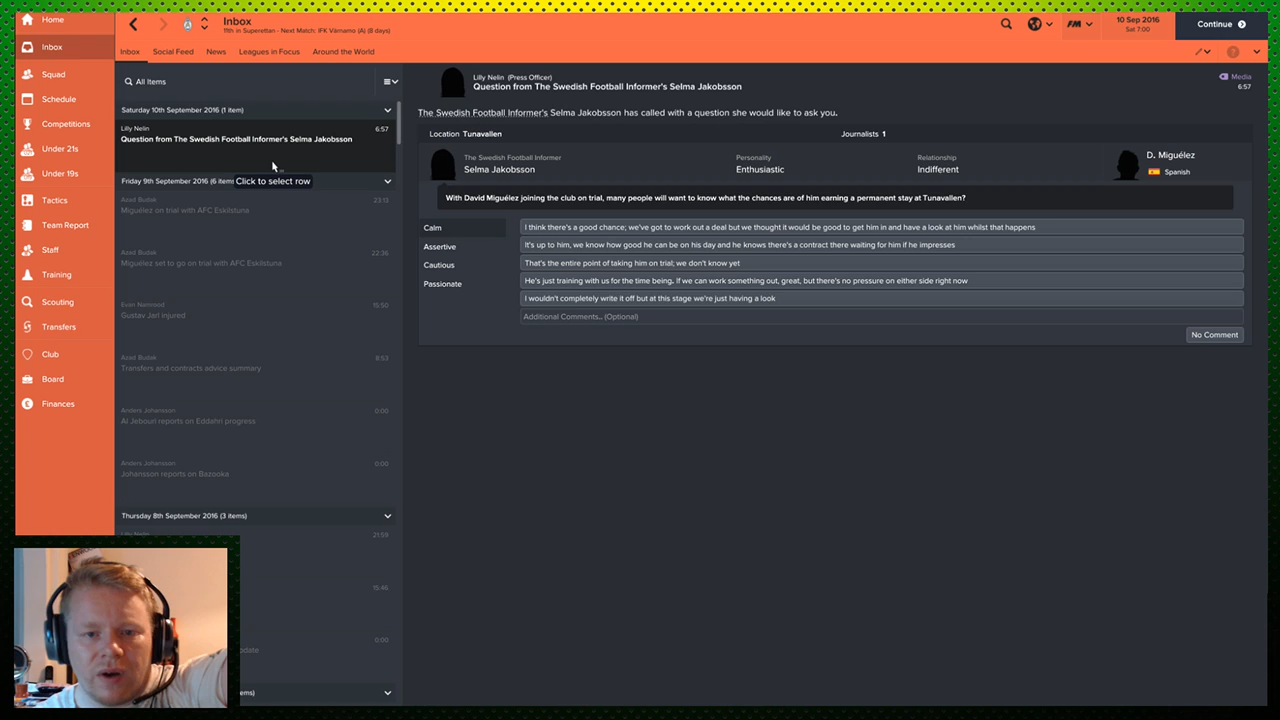 Home
Inbox
Squad
Schedule
Competitions
Under 21s
Under 19s
Tactics
Team Report
Staff
Training
Scouting
Transfers
Club
Board
Finances
Inbox
11th in Superettan - Next Match: IFK Värnamo (A) (8 days)
FM
10 Sep 2016
Sat 7:00
Continue
Inbox Social Feed News Leagues in Focus Around the World
All Items
Saturday 10th September 2016 (1 item)
Lilly Nelin 6:57
Question from The Swedish Football Informer's Selma Jakobsson
Friday 9th September 2016 (6 items
Click to select row
Azad Budak 23:13
Miguélez on trial with AFC Eskilstuna
Azad Budak 22:36
Miguélez set to go on trial with AFC Eskilstuna
15:50
Gustav Jarl injured
Azad Budak 8:53
Transfers and contracts advice summary
Anders Johansson 0:00
Al Jebouri reports on Eddahri progress
Anders Johansson 0:00
Johansson reports on Bazooka
Thursday 8th September 2016 (3 items)
Lilly Nelin 21:59
15:46
0:00
pdate
ems)
Lilly Nelin (Press Officer)
Question from The Swedish Football Informer's Selma Jakobsson
Media
6:57
The Swedish Football Informer's Selma Jakobsson has called with a question she would like to ask you.
Location Tunavallen Journalists 1
The Swedish Football Informer
Selma Jakobsson
Personality
Enthusiastic
Relationship
Indifferent
D. Miguélez
Spanish
With David Miguélez joining the club on trial, many people will want to know what the chances are of him earning a permanent stay at Tunavallen?
Calm
Assertive
Cautious
Passionate
I think there's a good chance; we've got to work out a deal but we thought it would be good to get him in and have a look at him whilst that happens
It's up to him, we know how good he can be on his day and he knows there's a contract there waiting for him if he impresses
That's the entire point of taking him on trial; we don't know yet
He's just training with us for the time being. If we can work something out, great, but there's no pressure on either side right now
I wouldn't completely write it off but at this stage we're just having a look
Additional Comments... (Optional)
No Comment